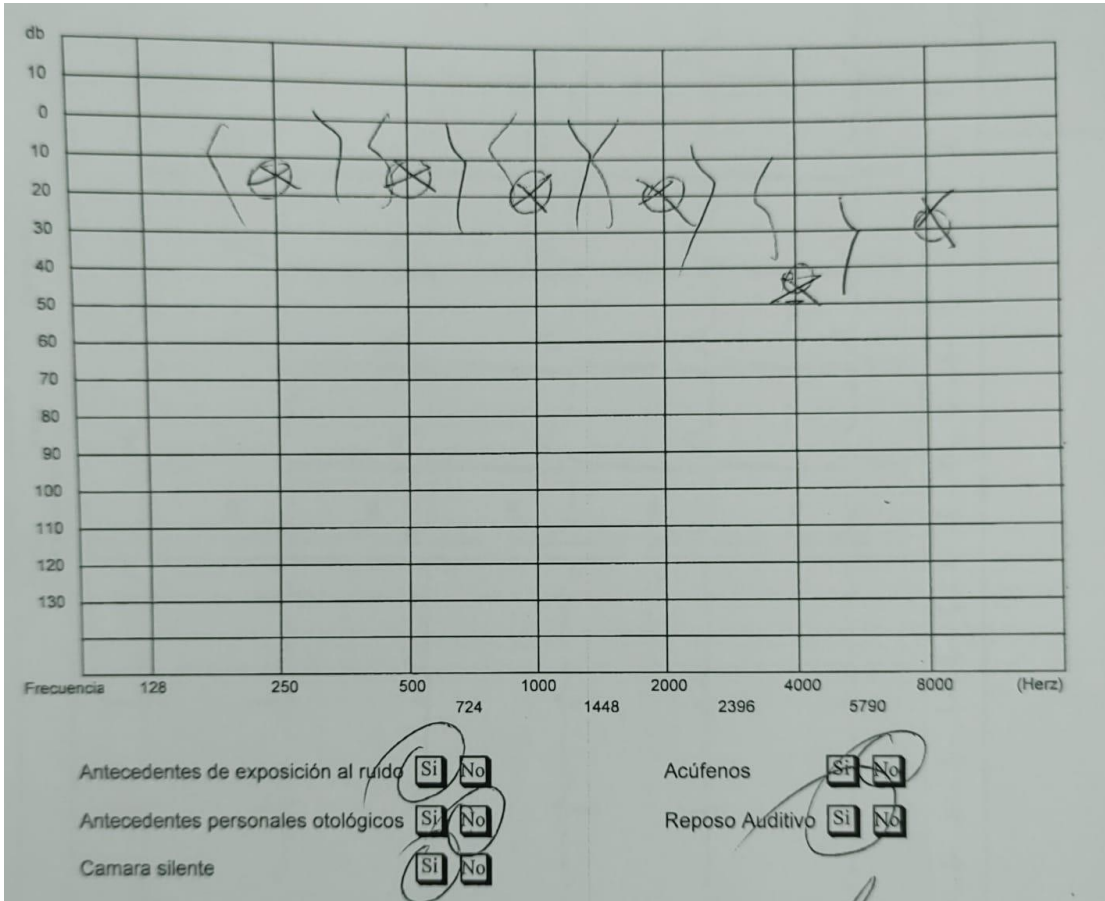 db
10
0
10
20
30
40
50
60
70
80
90
100
110
120
130
Frecuencia 128 250 500 1000 2000 4000 8000 (Herz)
724 1448 2396 5790
Antecedentes de exposición al ruido Si No Acúfenos Si No
Antecedentes personales otológicos Si No Reposo Auditivo Si No
Camara silente Si No